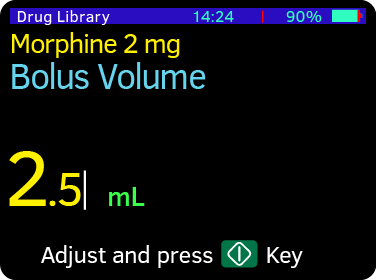 Drug Library 14:24 90%
Morphine 2 mg
Bolus Volume
2.5 mL
Adjust and press Key